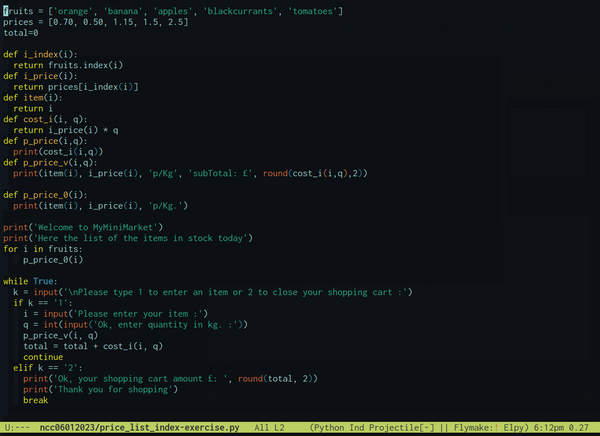 fruits = ['orange', 'banana', 'apples', 'blackcurrants', 'tomatoes']
prices = [0.70, 0.50, 1.15, 1.5, 2.5]
total=0

def i_index(i):
  return fruits.index(i)
def i_price(i):
  return prices[i_index(i)]
def item(i):
  return i
def cost_i(i, q):
  return i_price(i) * q
def p_price(i,q):
  print(cost_i(i,q))
def p_price_v(i,q):
  print(item(i), i_price(i), 'p/Kg', 'subTotal: £', round(cost_i(i,q),2))

def p_price_0(i):
  print(item(i), i_price(i), 'p/Kg.')

print('Welcome to MyMiniMarket')
print('Here the list of the items in stock today')
for i in fruits:
    p_price_0(i)

while True:
  k = input('\nPlease type 1 to enter an item or 2 to close your shopping cart :')
  if k == '1':
    i = input('Please enter your item :')
    q = int(input('Ok, enter quantity in kg. :'))
    p_price_v(i, q)
    total = total + cost_i(i, q)
    continue
  elif k == '2':
    print('Ok, your shopping cart amount £: ', round(total, 2))
    print('Thank you for shopping')
    break
U:---  ncc06012023/price_list_index-exercise.py   All L2     (Python Ind Projectile[-] || Flymake:! Elpy) 6:12pm 0.27